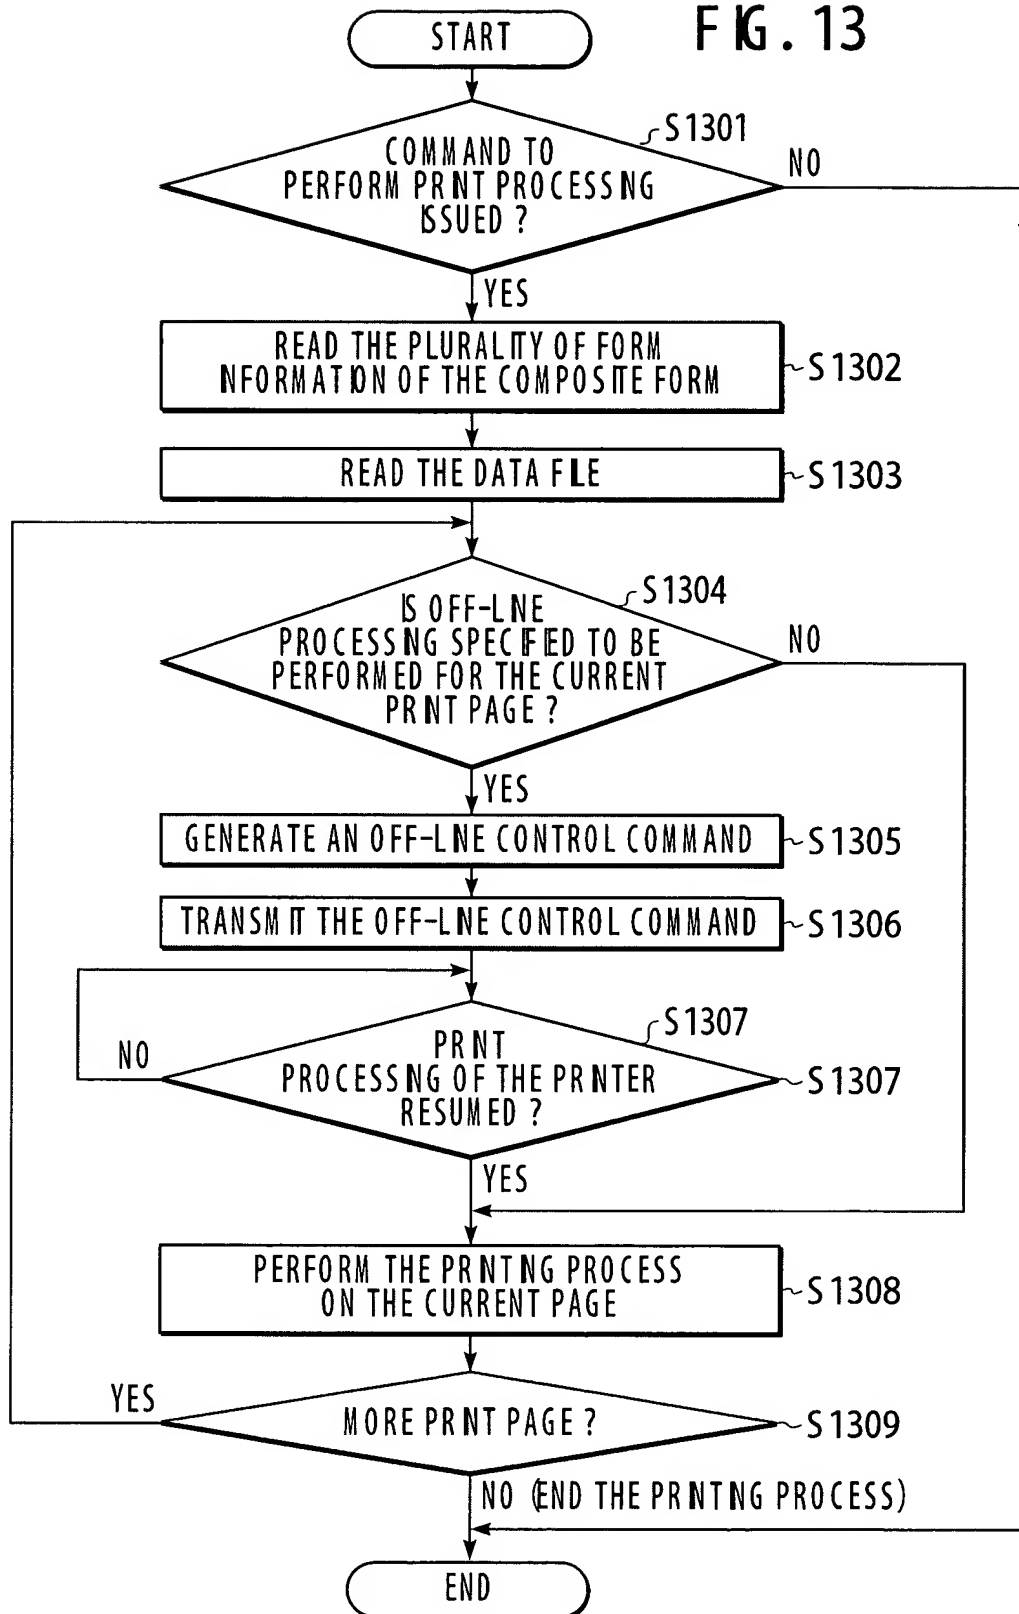 FIG. 13
START
S1301
COMMAND TO
PERFORM PRINT PROCESSING
ISSUED ?
NO
YES
READ THE PLURALITY OF FORM
INFORMATION OF THE COMPOSITE FORM
S1302
READ THE DATA FILE
S1303
S1304
IS OFF-LINE
PROCESSING SPECIFIED TO BE
PERFORMED FOR THE CURRENT
PRINT PAGE ?
NO
YES
GENERATE AN OFF-LINE CONTROL COMMAND
S1305
TRANSMIT THE OFF-LINE CONTROL COMMAND
S1306
S1307
NO
PRINT
PROCESSING OF THE PRINTER
RESUMED ?
S1307
YES
PERFORM THE PRINTING PROCESS
ON THE CURRENT PAGE
S1308
YES
MORE PRINT PAGE ?
S1309
NO (END THE PRINTING PROCESS)
END